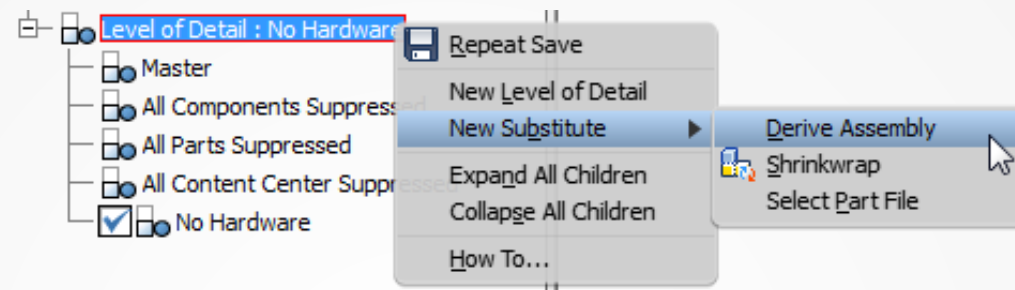 Level of Detail : No Hardware
Master
All Components Suppressed
All Parts Suppressed
All Content Center Suppressed
No Hardware
Repeat Save
New Level of Detail
New Substitute
Expand All Children
Collapse All Children
How To...
Derive Assembly
Shrinkwrap
Select Part File